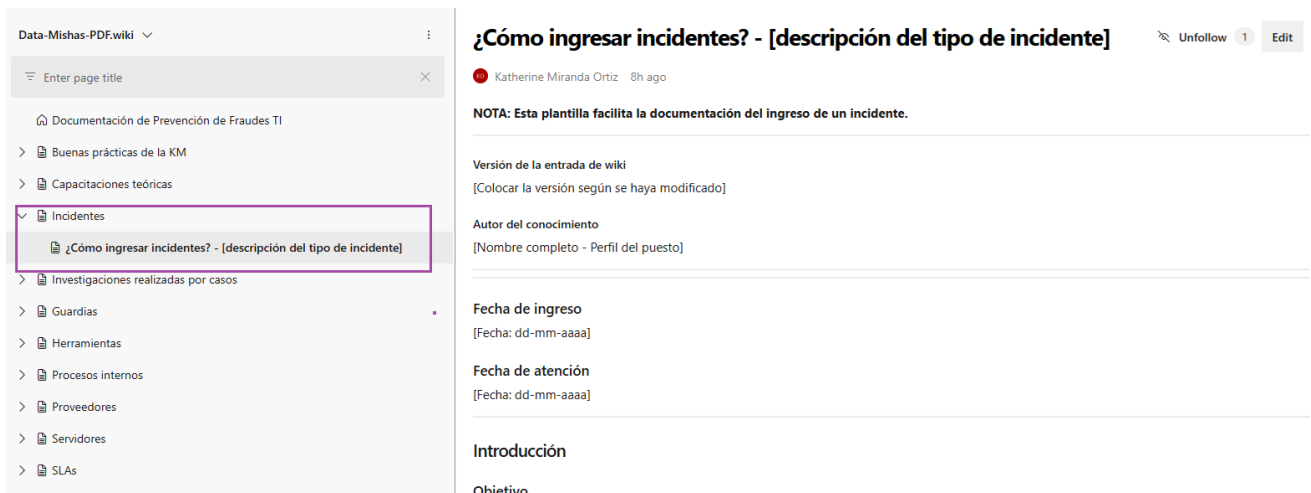 Data-Mishas-PDF.wiki
Enter page title
Documentación de Prevención de Fraudes TI
Buenas prácticas de la KM
Capacitaciones teóricas
Incidentes
¿Cómo ingresar incidentes? - [descripción del tipo de incidente]
Investigaciones realizadas por casos
Guardias
Herramientas
Procesos internos
Proveedores
Servidores
SLAs
¿Cómo ingresar incidentes? - [descripción del tipo de incidente]
Unfollow 1 Edit
KO Katherine Miranda Ortiz 8h ago
NOTA: Esta plantilla facilita la documentación del ingreso de un incidente.
Versión de la entrada de wiki
[Colocar la versión según se haya modificado]
Autor del conocimiento
[Nombre completo - Perfil del puesto]
Fecha de ingreso
[Fecha: dd-mm-aaaa]
Fecha de atención
[Fecha: dd-mm-aaaa]
Introducción
Objetivo